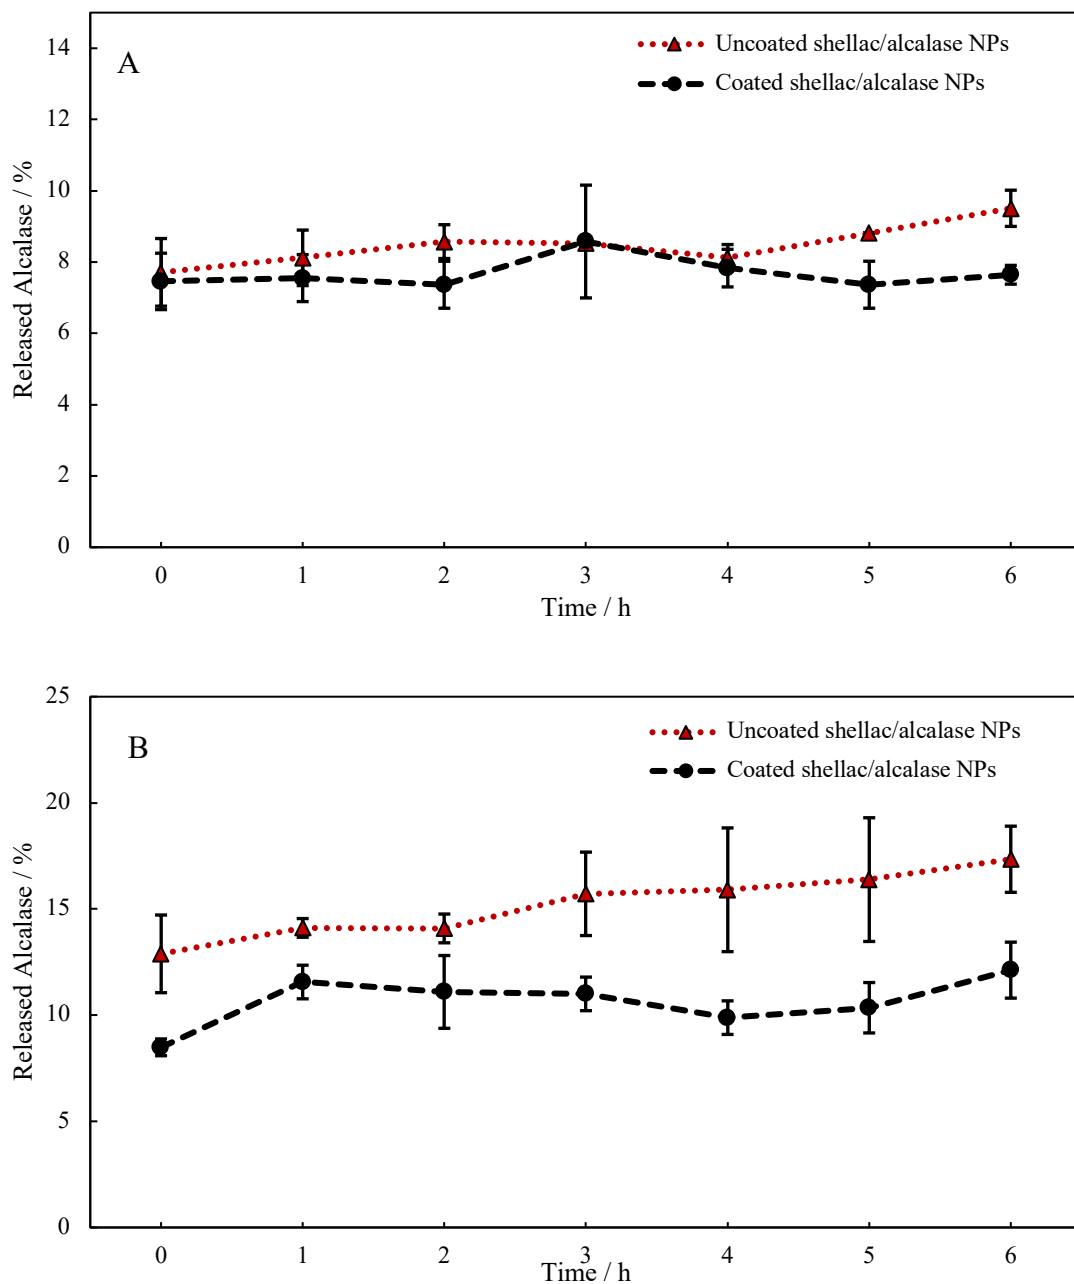 A
Uncoated shellac/alcalase NPs
Coated shellac/alcalase NPs
Released Alcalase / %
14
12
10
8
6
4
2
0
0 1 2 3 4 5 6
Time / h
B
Uncoated shellac/alcalase NPs
Coated shellac/alcalase NPs
Released Alcalase / %
25
20
15
10
5
0
0 1 2 3 4 5 6
Time / h